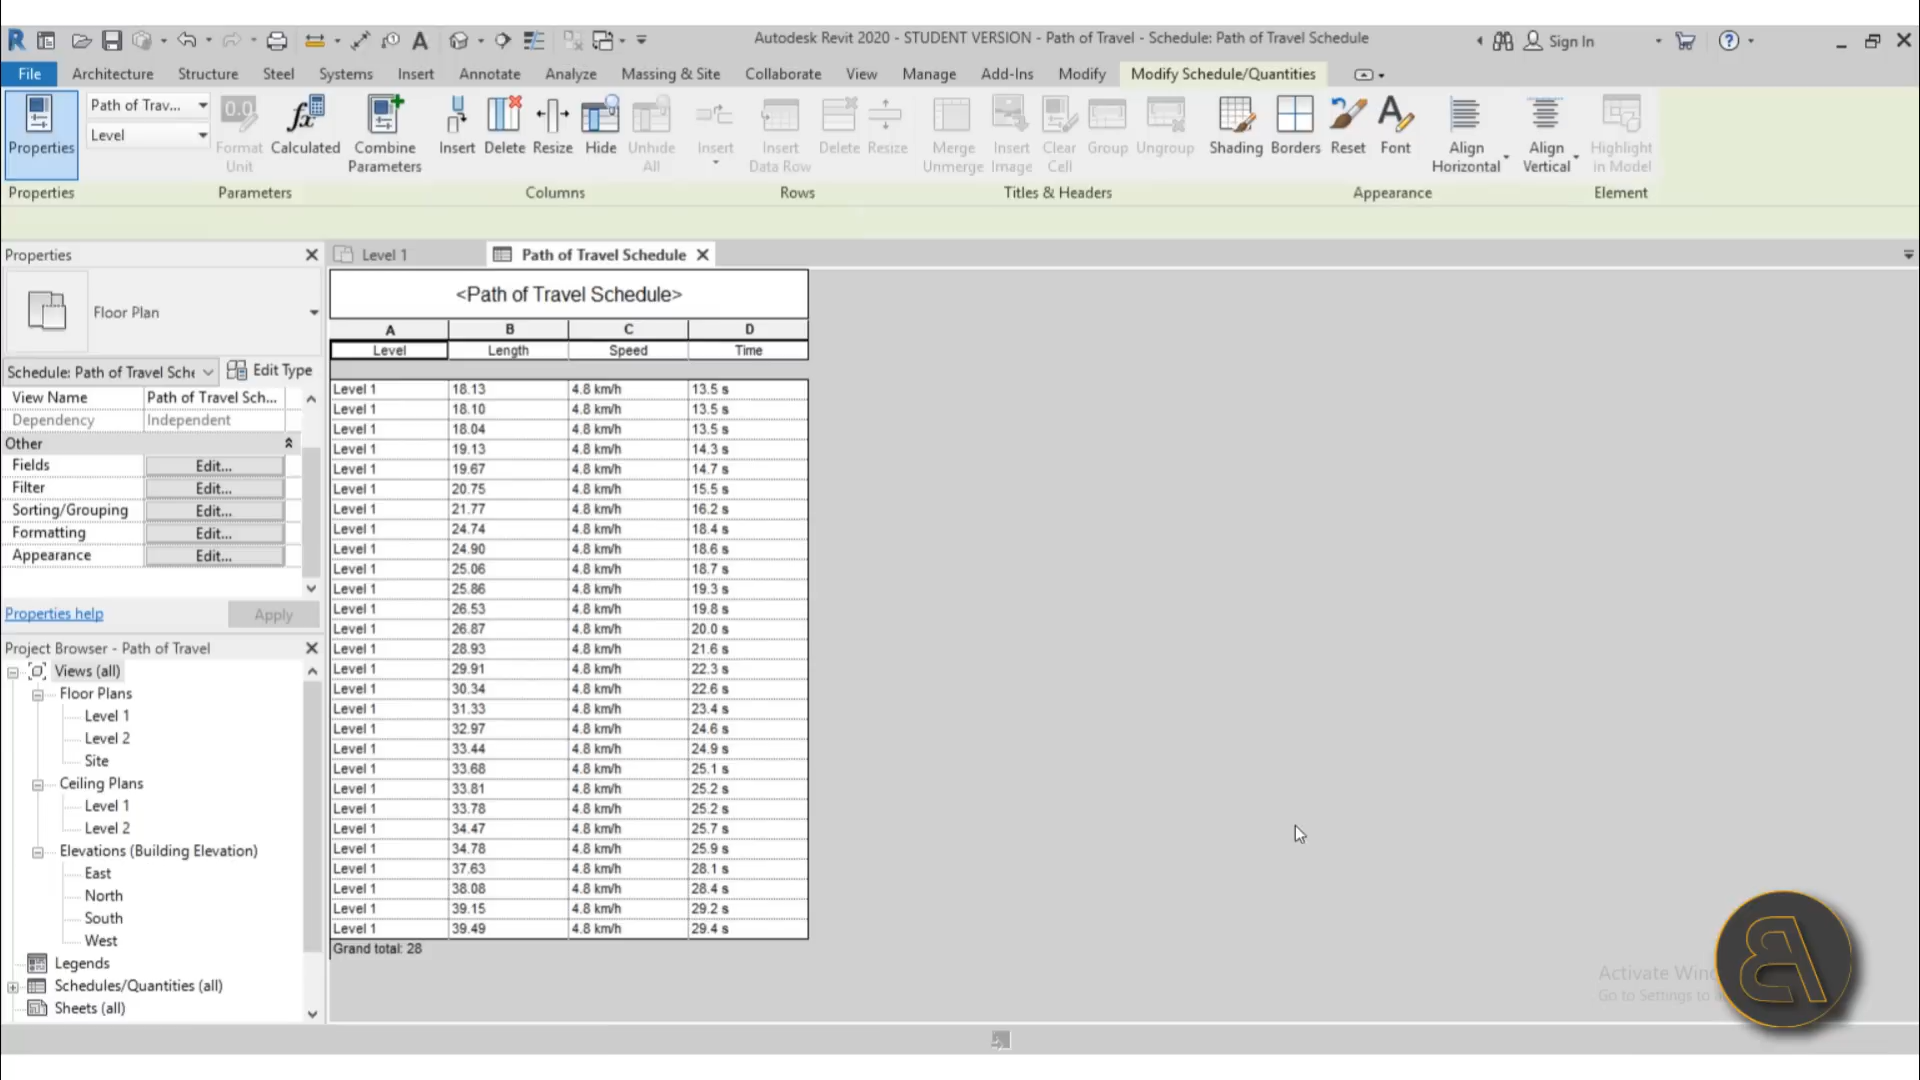 Autodesk Revit 2020 - STUDENT VERSION - Path of Travel - Schedule: Path of Travel Schedule
Sign In
File Architecture Structure Steel Systems Insert Annotate Analyze Massing & Site Collaborate View Manage Add-Ins Modify Modify Schedule/Quantities
Path of Trav...
Level
Properties
Format Unit
Calculated
Combine Parameters
Insert Delete Resize Hide Unhide All
Insert
Insert Data Row
Delete Resize
Merge Unmerge
Insert Image
Clear Cell
Group Ungroup
Shading Borders Reset Font
Align Horizontal
Align Vertical
Highlight in Model
Properties Parameters Columns Rows Titles & Headers Appearance Element
Properties
Floor Plan
Schedule: Path of Travel Sche
Edit Type
View Name Path of Travel Sch...
Dependency Independent
Other
Fields Edit...
Filter Edit...
Sorting/Grouping Edit...
Formatting Edit...
Appearance Edit...
Properties help
Apply
Project Browser - Path of Travel
Views (all)
Floor Plans
Level 1
Level 2
Site
Ceiling Plans
Level 1
Level 2
Elevations (Building Elevation)
East
North
South
West
Legends
Schedules/Quantities (all)
Sheets (all)
Level 1
Path of Travel Schedule
<Path of Travel Schedule>
A B C D
Level Length Speed Time
Level 1 18.13 4.8 km/h 13.5 s
Level 1 18.10 4.8 km/h 13.5 s
Level 1 18.04 4.8 km/h 13.5 s
Level 1 19.13 4.8 km/h 14.3 s
Level 1 19.67 4.8 km/h 14.7 s
Level 1 20.75 4.8 km/h 15.5 s
Level 1 21.77 4.8 km/h 16.2 s
Level 1 24.74 4.8 km/h 18.4 s
Level 1 24.90 4.8 km/h 18.6 s
Level 1 25.06 4.8 km/h 18.7 s
Level 1 25.86 4.8 km/h 19.3 s
Level 1 26.53 4.8 km/h 19.8 s
Level 1 26.87 4.8 km/h 20.0 s
Level 1 28.93 4.8 km/h 21.6 s
Level 1 29.91 4.8 km/h 22.3 s
Level 1 30.34 4.8 km/h 22.6 s
Level 1 31.33 4.8 km/h 23.4 s
Level 1 32.97 4.8 km/h 24.6 s
Level 1 33.44 4.8 km/h 24.9 s
Level 1 33.68 4.8 km/h 25.1 s
Level 1 33.81 4.8 km/h 25.2 s
Level 1 33.78 4.8 km/h 25.2 s
Level 1 34.47 4.8 km/h 25.7 s
Level 1 34.78 4.8 km/h 25.9 s
Level 1 37.63 4.8 km/h 28.1 s
Level 1 38.08 4.8 km/h 28.4 s
Level 1 39.15 4.8 km/h 29.2 s
Level 1 39.49 4.8 km/h 29.4 s
Grand total: 28
Activate Wind
Go to Settings to a